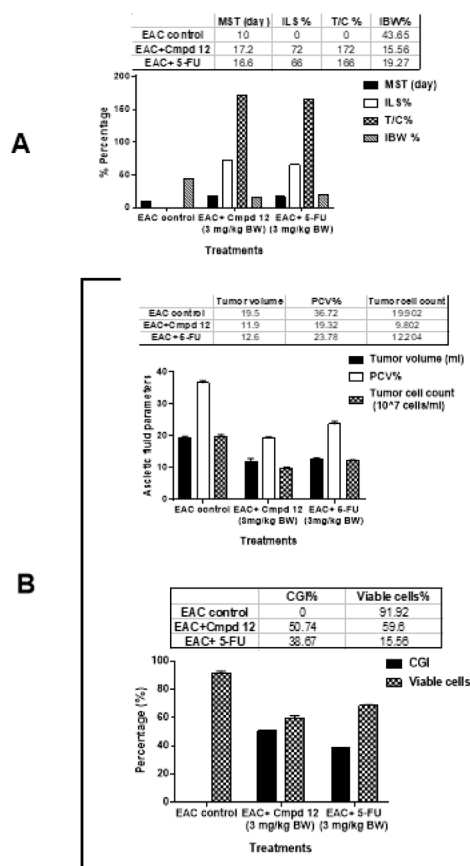 MST (day) ILS % T/C % IBW%
EAC control 10 0 0 43.65
EAC+Cmpd 12 17.2 72 172 15.56
EAC+ 5-FU 16.6 66 166 19.27
A
% Percentage
200
150
100
50
0
MST (day)
ILS%
T/C%
IBW %
EAC control EAC+ Cmpd 12 EAC+ 5-FU
(3 mg/kg BW) (3 mg/kg BW)
Treatments
B
Tumor volume PCV% Tumor cell count
EAC control 19.5 36.72 19.902
EAC+Cmpd 12 11.9 19.32 9.802
EAC+ 5-FU 12.6 23.78 12.204
Ascietic fluid parameters
40
30
20
10
0
Tumor volume (ml)
PCV%
Tumor cell count
(10^7 cells/ml)
EAC control EAC+ Cmpd 12 EAC+ 5-FU
(3mg/kg BW) (3mg/kg BW)
Treatments
CGI% Viable cells%
EAC control 0 91.92
EAC+Cmpd 12 50.74 59.6
EAC+ 5-FU 38.67 15.56
Percentage (%)
100
80
60
40
20
0
CGI
Viable cells
EAC control EAC+ Cmpd 12 EAC+ 5-FU
(3 mg/kg BW) (3 mg/kg BW)
Treatments